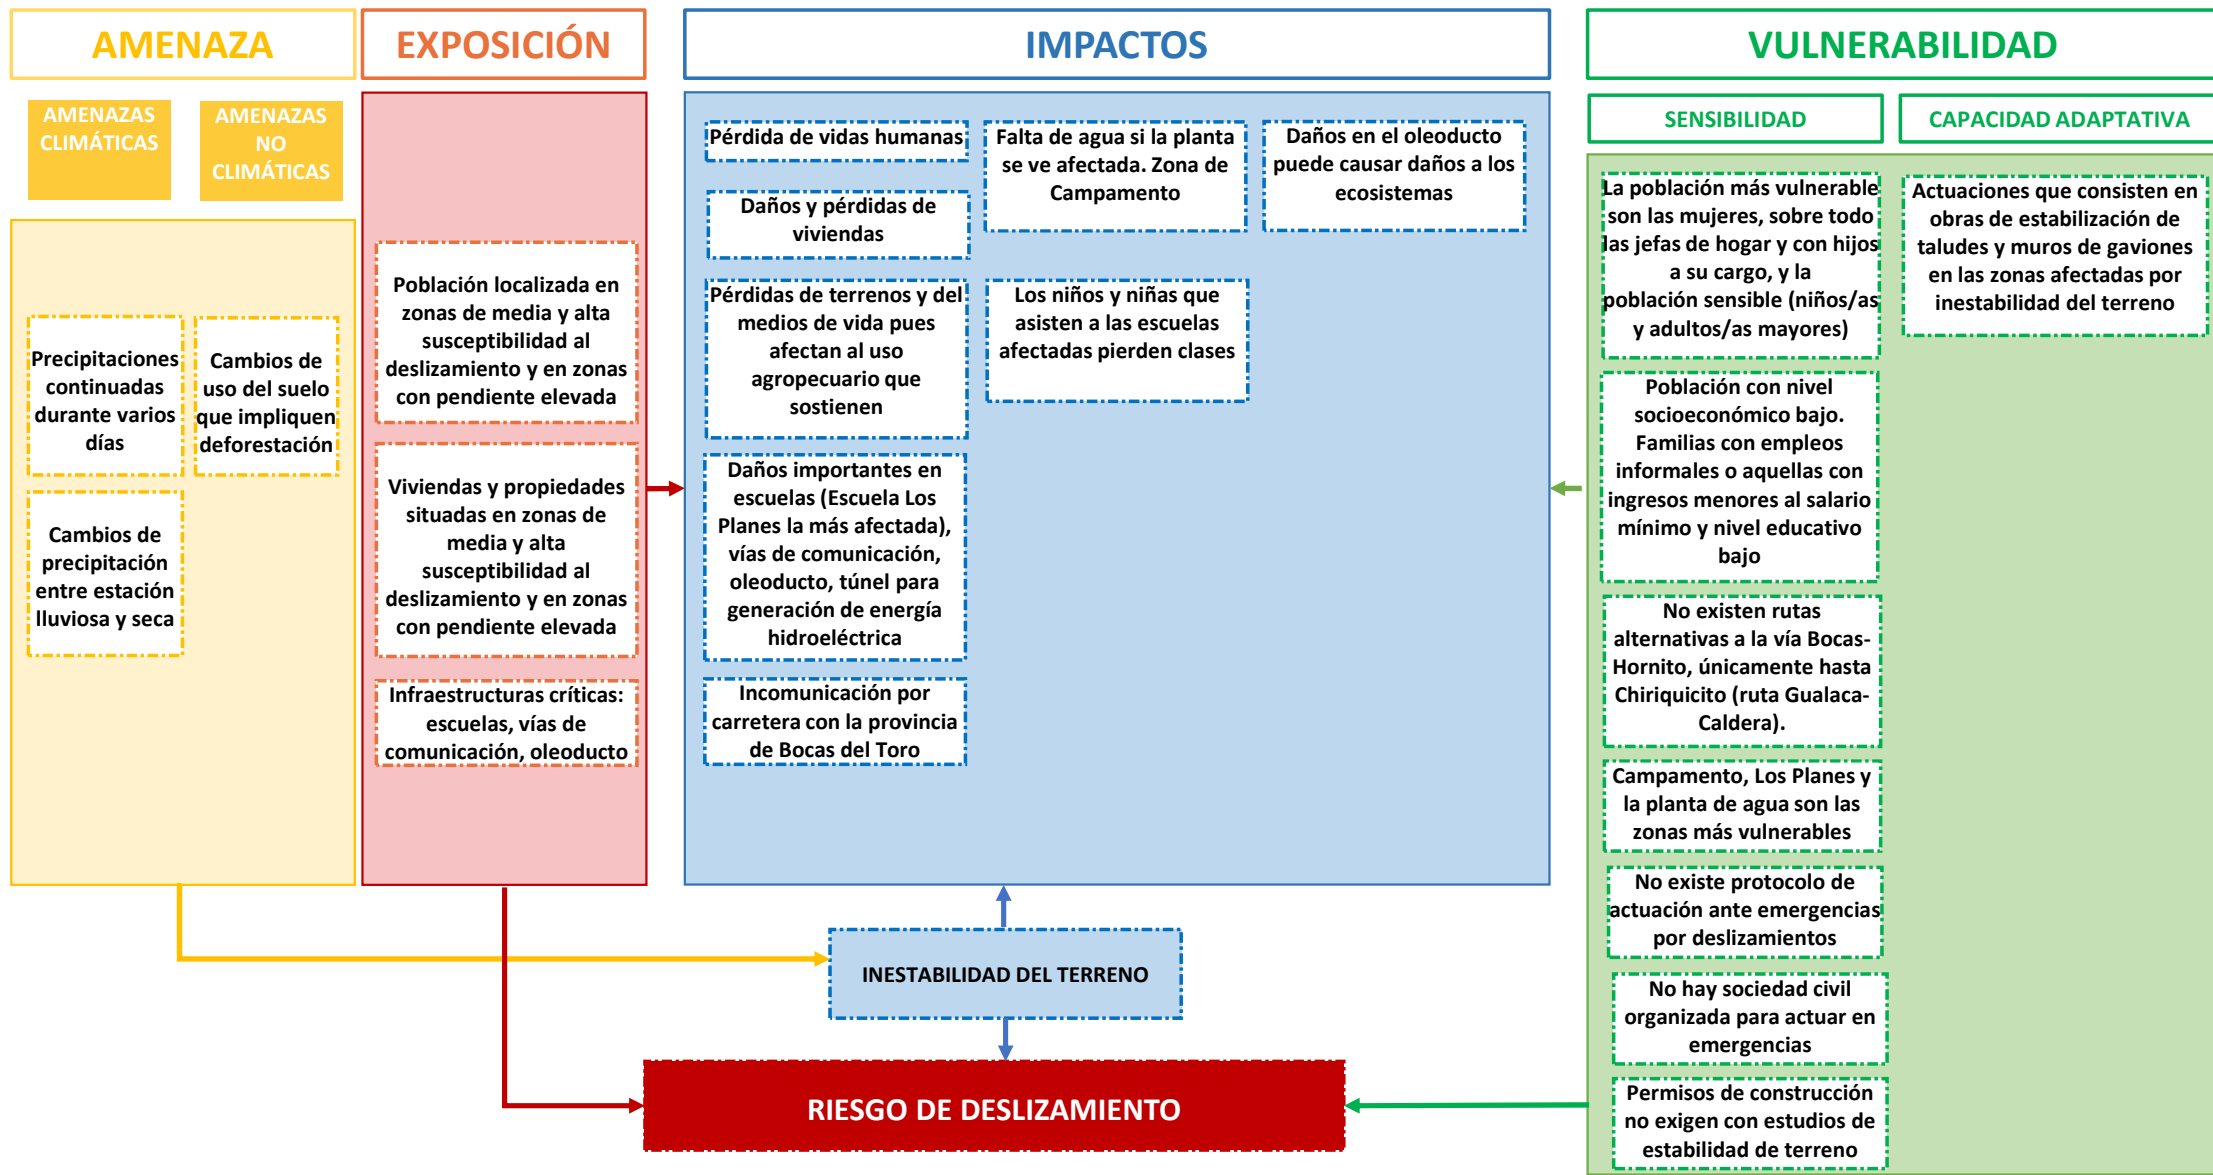 AMENAZA
EXPOSICIÓN
IMPACTOS
VULNERABILIDAD
AMENAZAS
CLIMÁTICAS
AMENAZAS
NO
CLIMÁTICAS
SENSIBILIDAD
CAPACIDAD ADAPTATIVA
Precipitaciones
continuadas
durante varios
días
Cambios de
precipitación
entre estación
lluviosa y seca
Cambios de
uso del suelo
que impliquen
deforestación
Población localizada en
zonas de media y alta
susceptibilidad al
deslizamiento y en zonas
con pendiente elevada
Viviendas y propiedades
situadas en zonas de
media y alta
susceptibilidad al
deslizamiento y en zonas
con pendiente elevada
Infraestructuras críticas:
escuelas, vías de
comunicación, oleoducto
Pérdida de vidas humanas
Daños y pérdidas de
viviendas
Pérdidas de terrenos y del
medios de vida pues
afectan al uso
agropecuario que
sostienen
Daños importantes en
escuelas (Escuela Los
Planes la más afectada),
vías de comunicación,
oleoducto, túnel para
generación de energía
hidroeléctrica
Incomunicación por
carretera con la provincia
de Bocas del Toro
Falta de agua si la planta
se ve afectada. Zona de
Campamento
Los niños y niñas que
asisten a las escuelas
afectadas pierden clases
Daños en el oleoducto
puede causar daños a los
ecosistemas
La población más vulnerable
son las mujeres, sobre todo
las jefas de hogar y con hijos
a su cargo, y la
población sensible (niños/as
y adultos/as mayores)
Población con nivel
socioeconómico bajo.
Familias con empleos
informales o aquellas con
ingresos menores al salario
mínimo y nivel educativo
bajo
No existen rutas
alternativas a la vía Bocas-
Hornito, únicamente hasta
Chiriquicito (ruta Gualaca-
Caldera).
Campamento, Los Planes y
la planta de agua son las
zonas más vulnerables
No existe protocolo de
actuación ante emergencias
por deslizamientos
No hay sociedad civil
organizada para actuar en
emergencias
Permisos de construcción
no exigen con estudios de
estabilidad de terreno
Actuaciones que consisten en
obras de estabilización de
taludes y muros de gaviones
en las zonas afectadas por
inestabilidad del terreno
INESTABILIDAD DEL TERRENO
RIESGO DE DESLIZAMIENTO